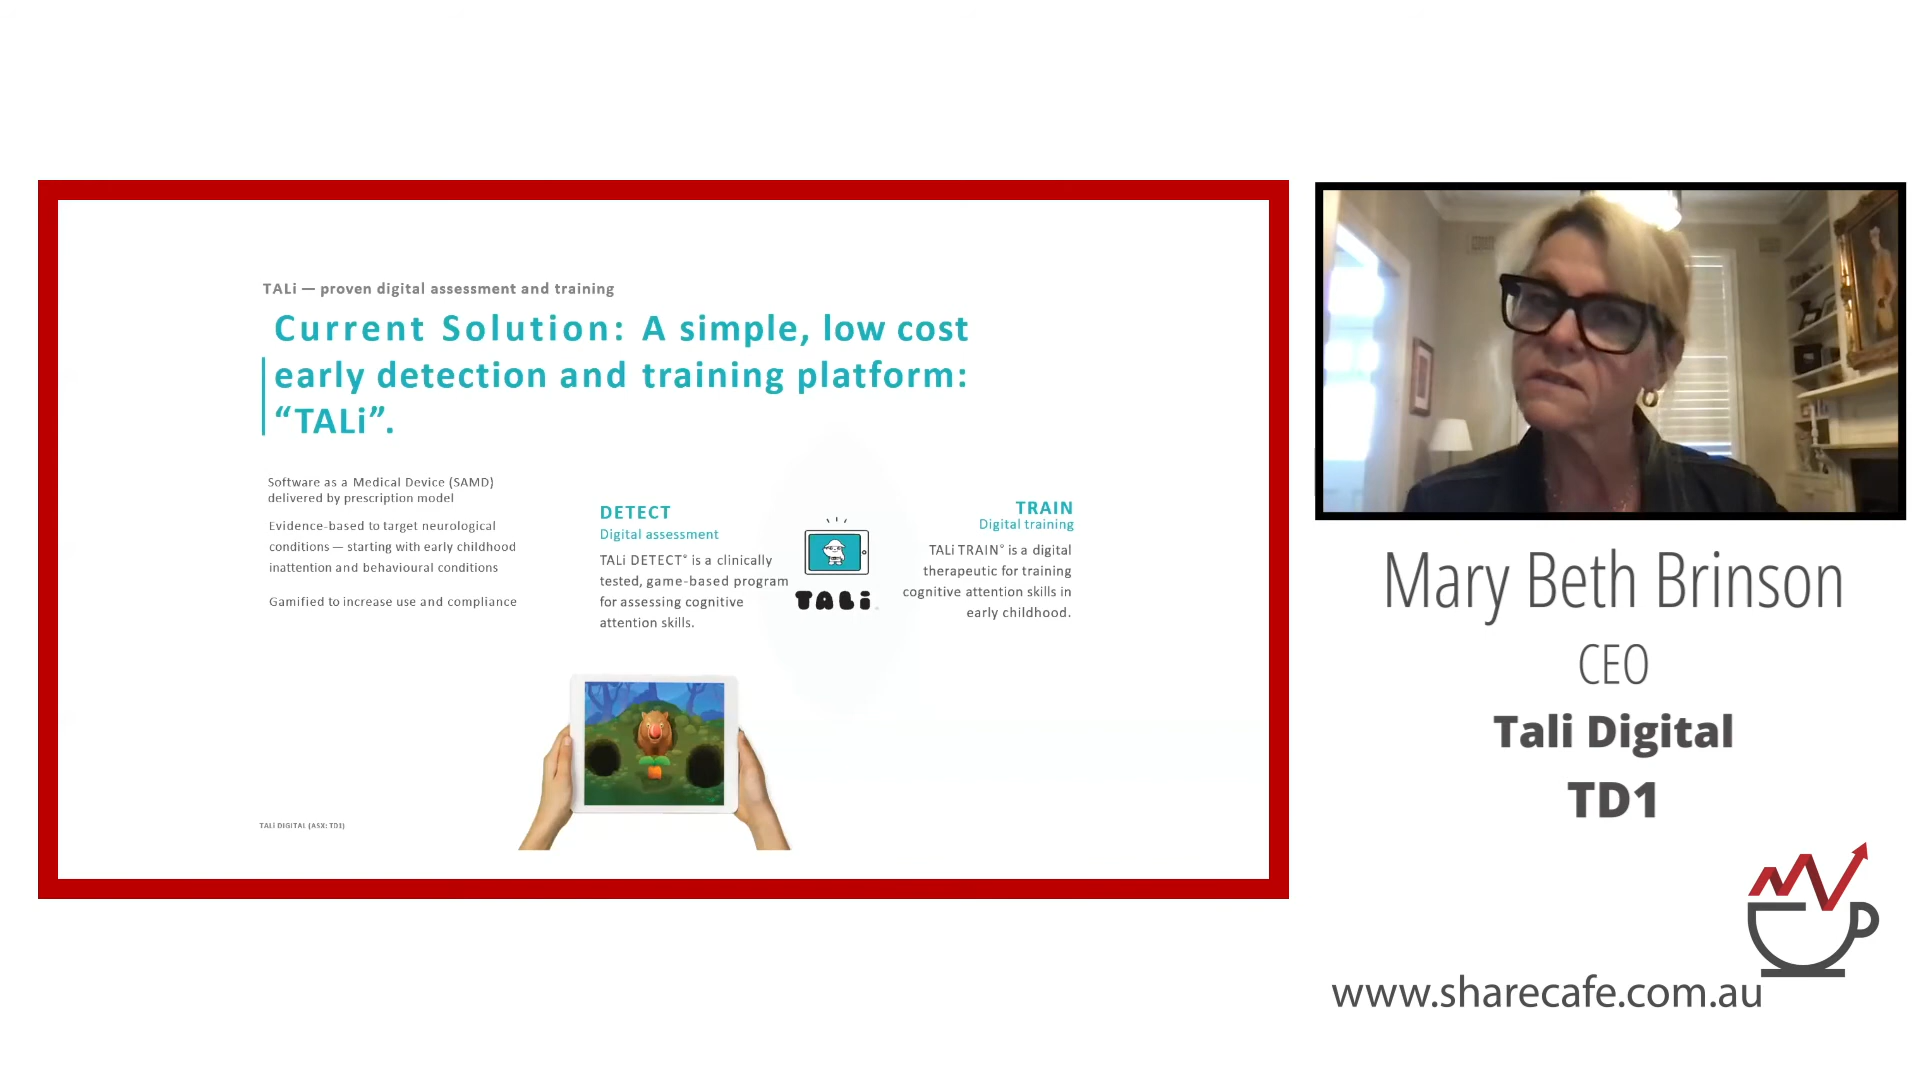 TALi — proven digital assessment and training
Current Solution: A simple, low cost
early detection and training platform:
“TALi”.
Software as a Medical Device (SAMD)
delivered by prescription model
Evidence-based to target neurological
conditions — starting with early childhood
inattention and behavioural conditions
Gamified to increase use and compliance
DETECT
Digital assessment
TALi DETECT® is a clinically
tested, game-based program
for assessing cognitive
attention skills.
TALi
TRAIN
Digital training
TALi TRAIN® is a digital
therapeutic for training
cognitive attention skills in
early childhood.
TALi DIGITAL (ASX: TD1)
Mary Beth Brinson
CEO
Tali Digital
TD1
www.sharecafe.com.au